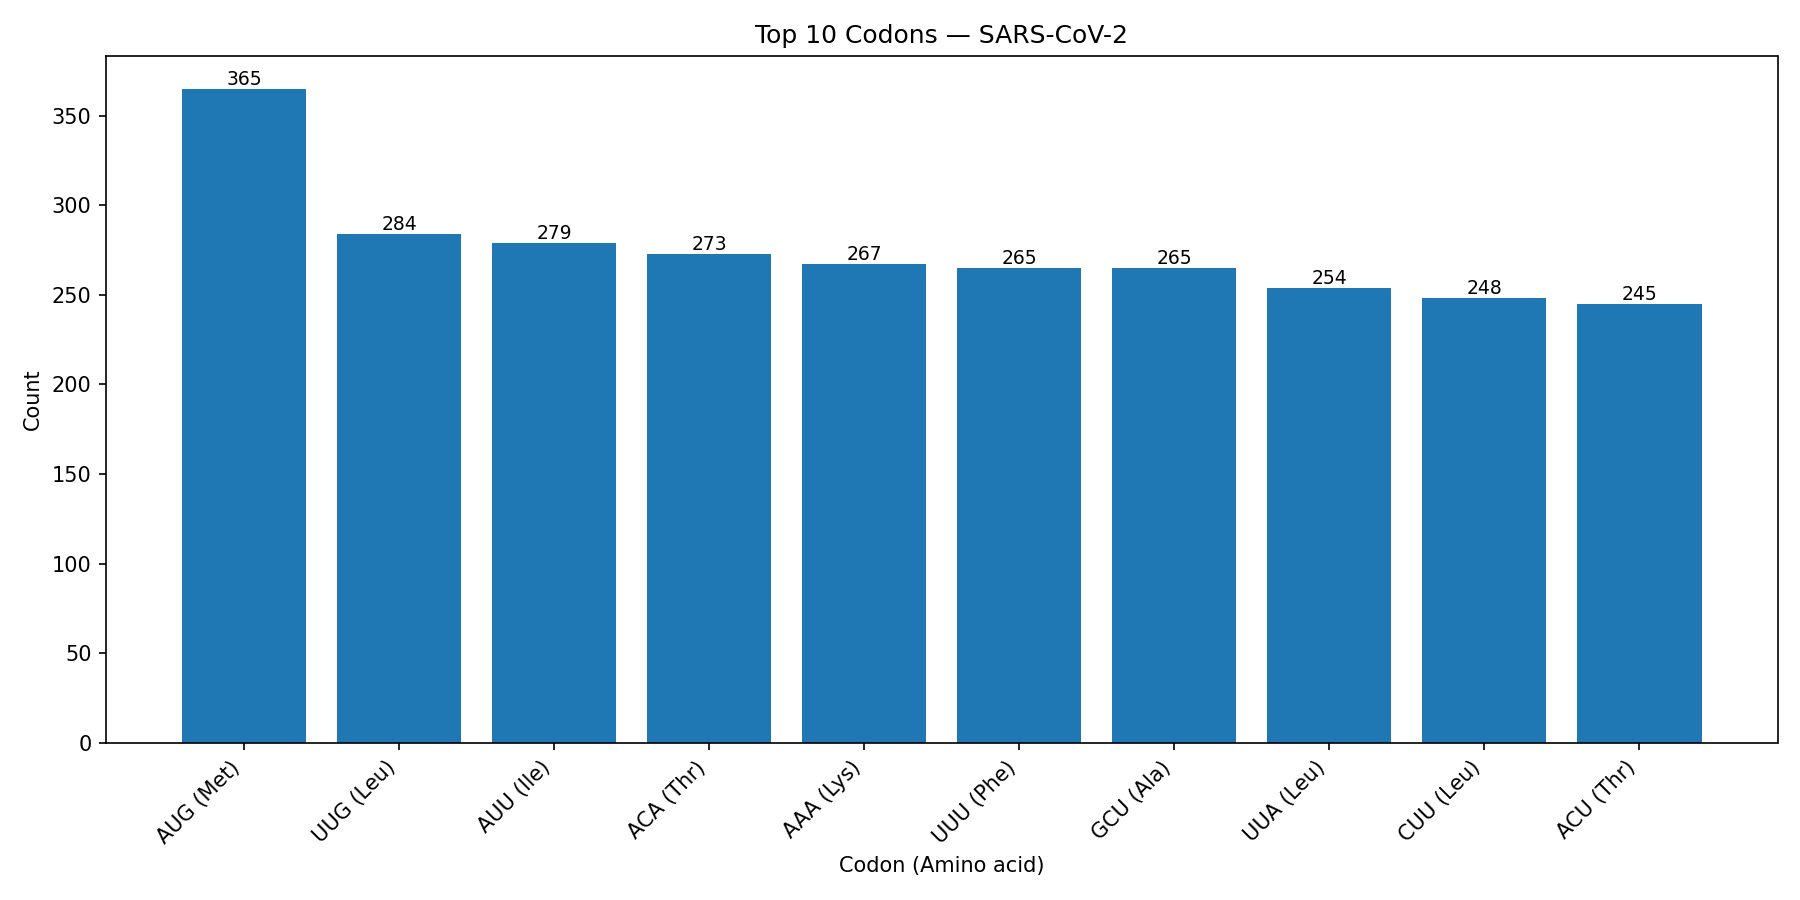 Top 10 Codons — SARS-CoV-2
365
284
279
273
267
265
265
254
248
245
350
300
250
200
150
100
50
0
Count
AUG (Met)
UUG (Leu)
AUU (Ile)
ACA (Thr)
AAA (Lys)
UUU (Phe)
GCU (Ala)
UUA (Leu)
CUU (Leu)
ACU (Thr)
Codon (Amino acid)